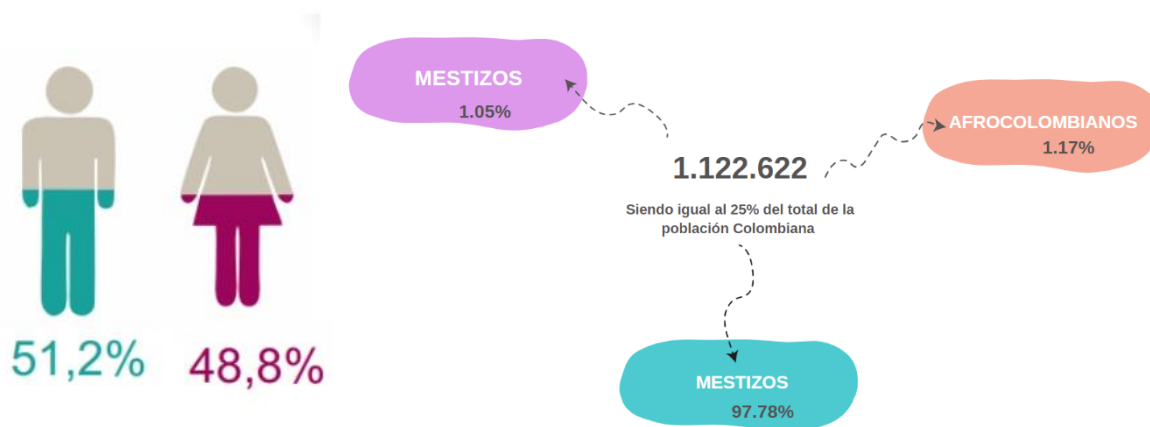 MESTIZOS
1.05%
AFROCOLOMBIANOS
1.17%
1.122.622
Siendo igual al 25% del total de la
población Colombiana
51,2%
48,8%
MESTIZOS
97.78%